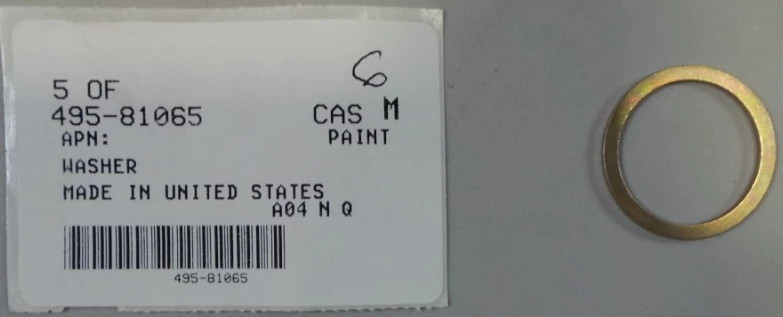 6
5 OF
495-81065 CAS M
APN: PAINT
WASHER
MADE IN UNITED STATES
A04 N Q
495-81065